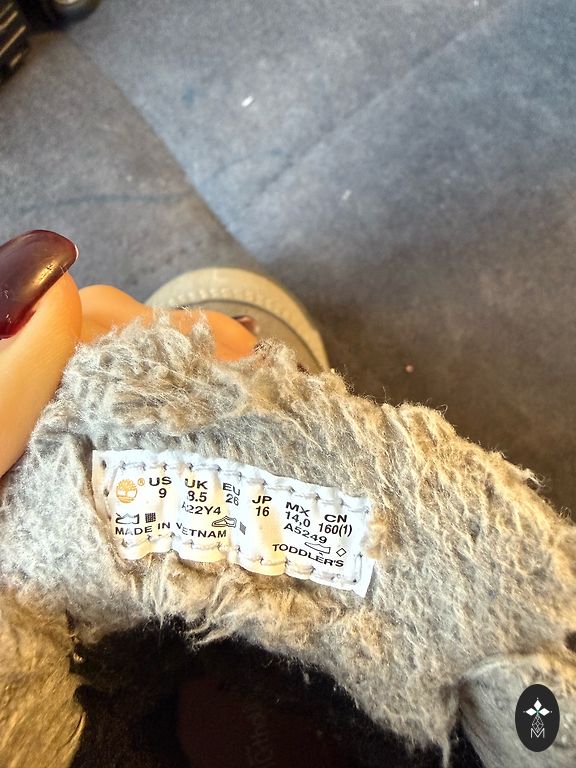 ® US UK EU JP MX CN
9 8.5 26 16 14,0 160(1)
A22Y4 A5249
MADE IN VIETNAM TODDLER'S
M